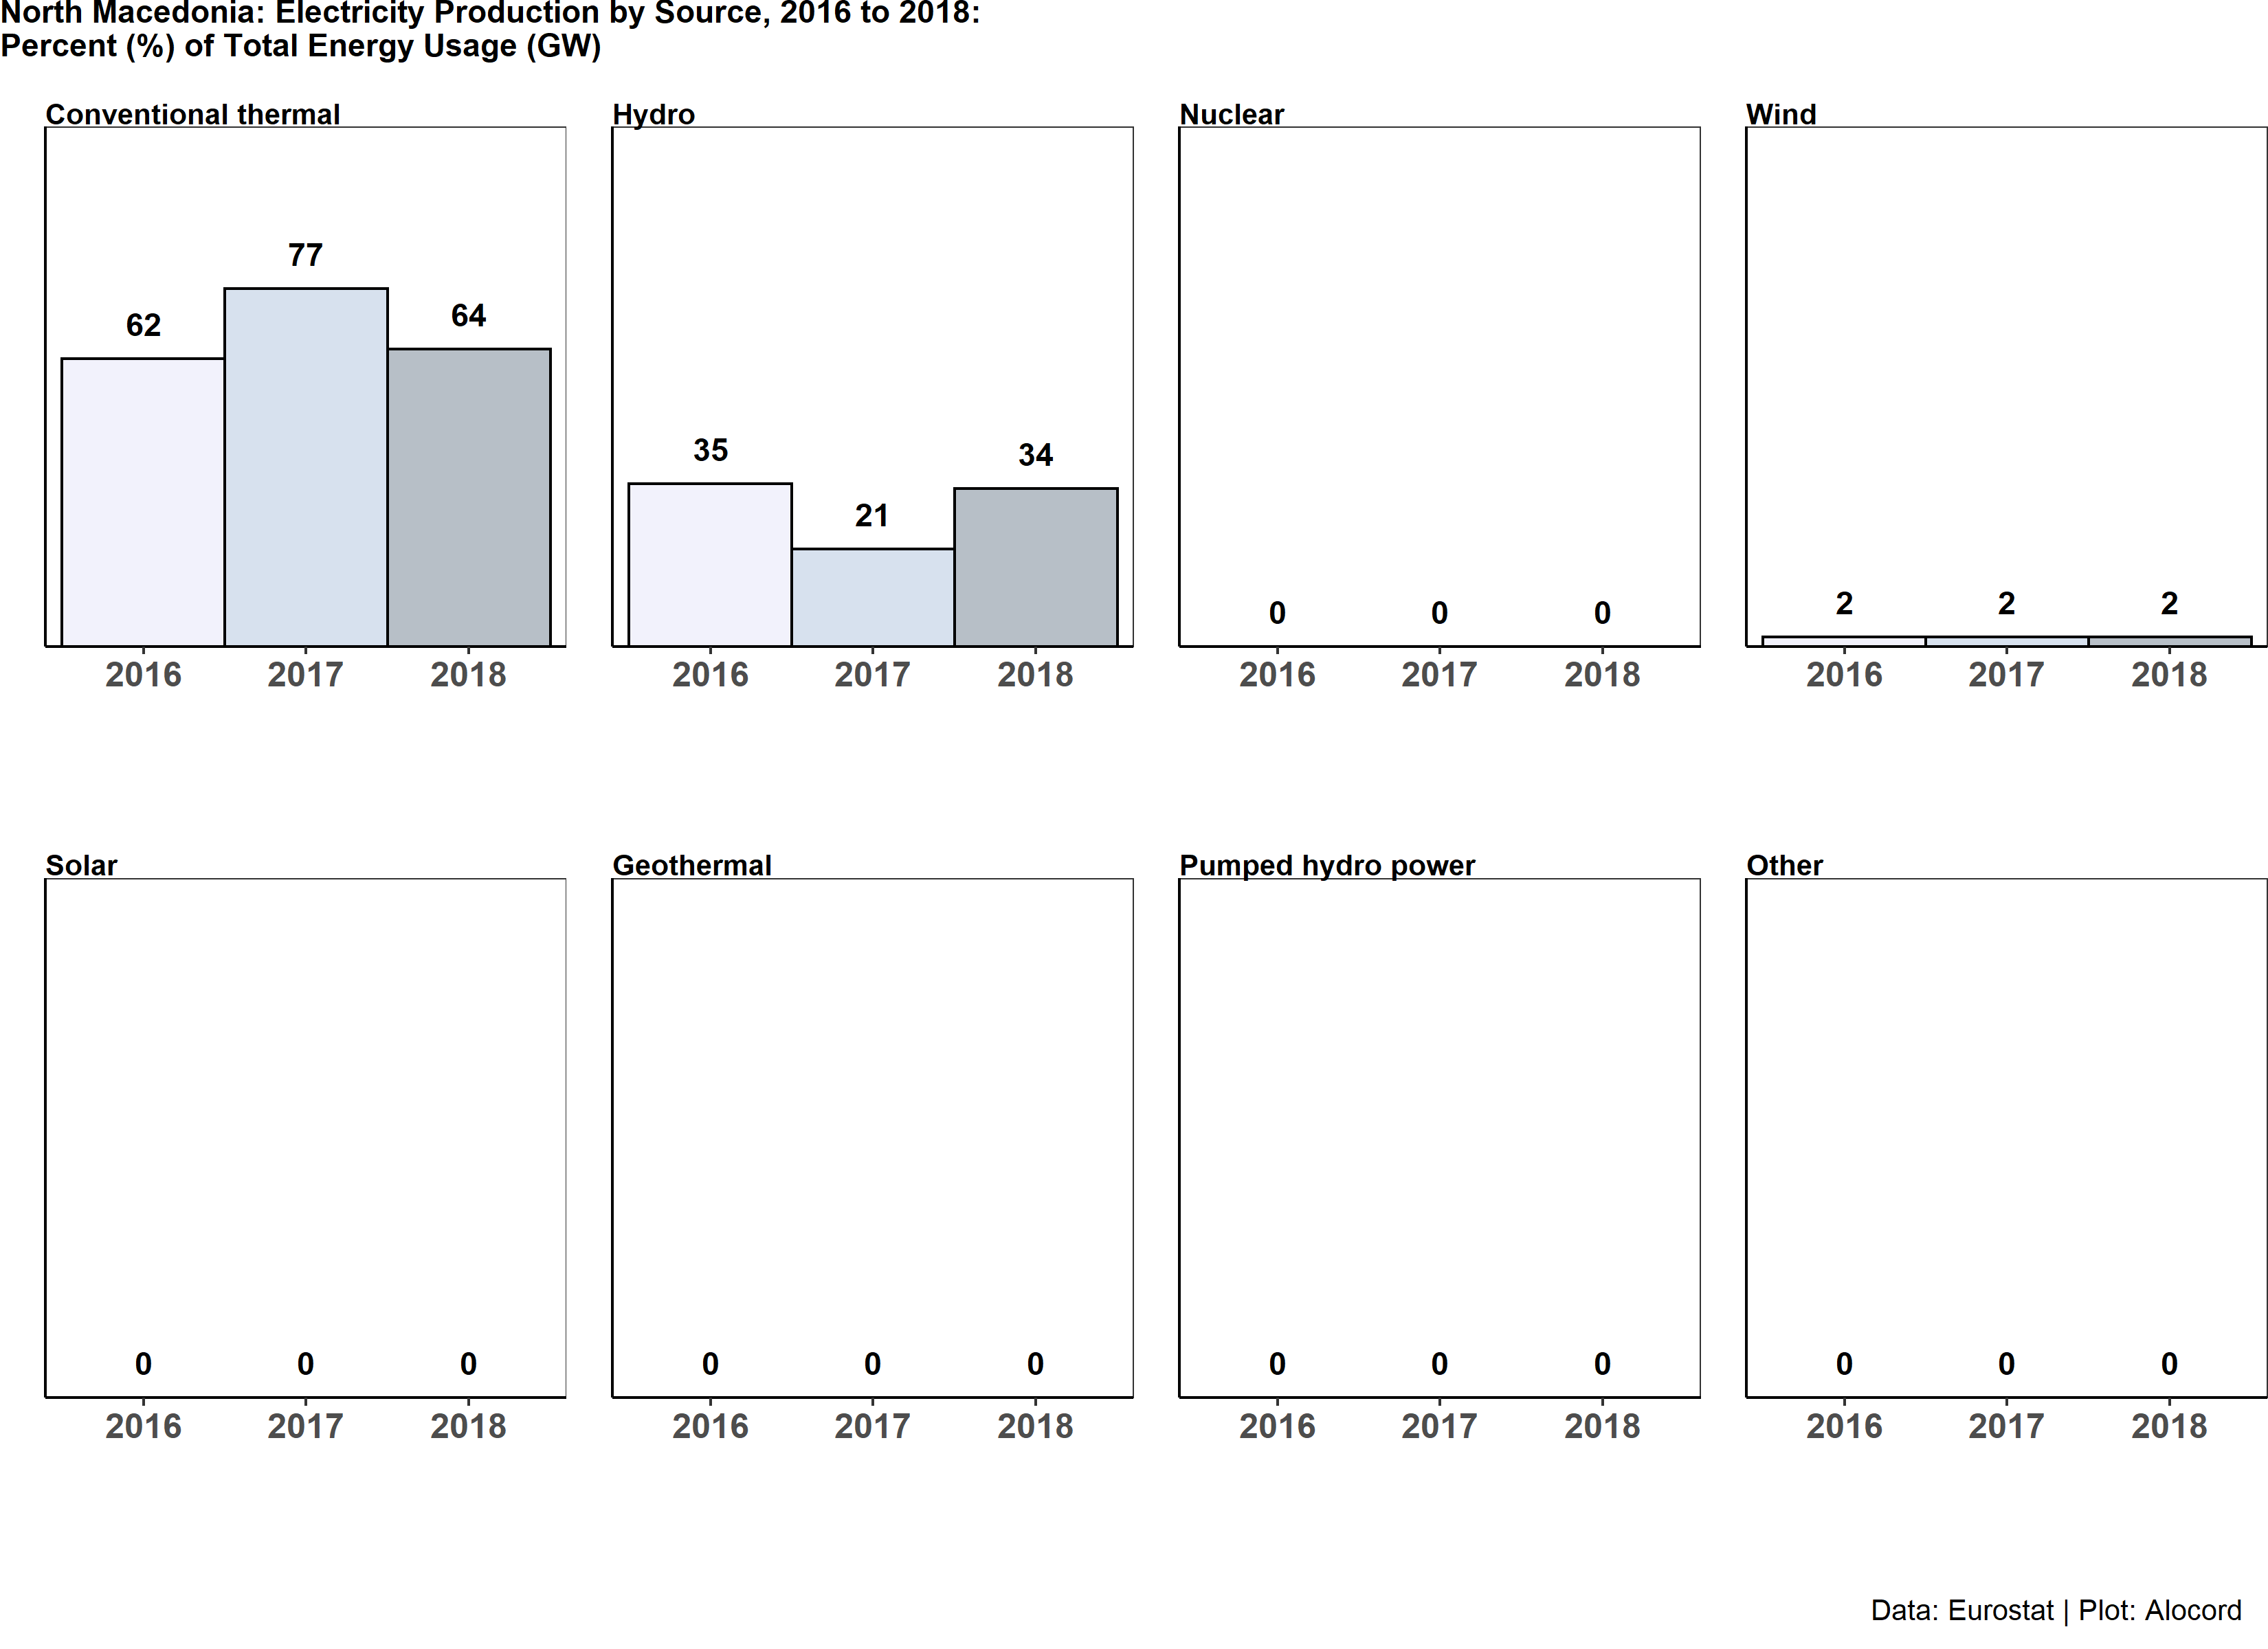 North Macedonia: Electricity Production by Source, 2016 to 2018:
Percent (%) of Total Energy Usage (GW)
Conventional thermal
77
62
64
2016 2017 2018
Hydro
35
34
21
2016 2017 2018
Nuclear
0 0 0
2016 2017 2018
Wind
2 2 2
2016 2017 2018
Solar
0 0 0
2016 2017 2018
Geothermal
0 0 0
2016 2017 2018
Pumped hydro power
0 0 0
2016 2017 2018
Other
0 0 0
2016 2017 2018
Data: Eurostat | Plot: Alocord